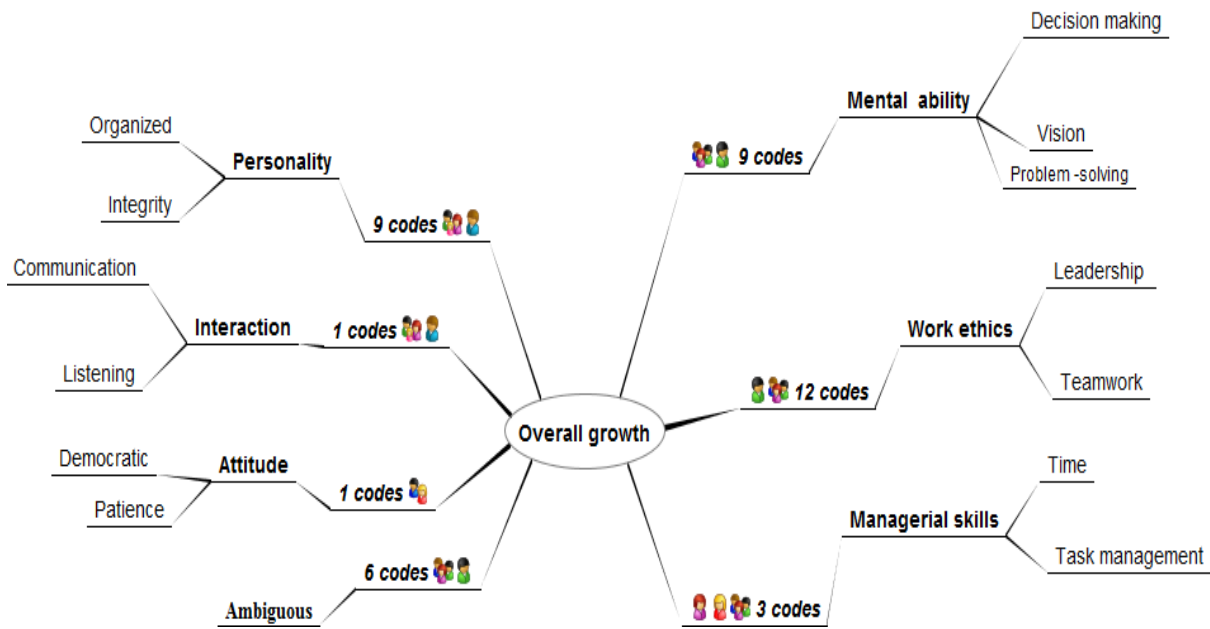 Decision making
Mental  ability
9 codes
Vision
Problem -solving
Organized
Personality
Integrity
9 codes
Communication
Interaction
1 codes
Listening
Leadership
Work ethics
12 codes
Teamwork
Overall growth
Democratic
Attitude
1 codes
Patience
Time
Managerial skills
Task management
3 codes
6 codes
Ambiguous